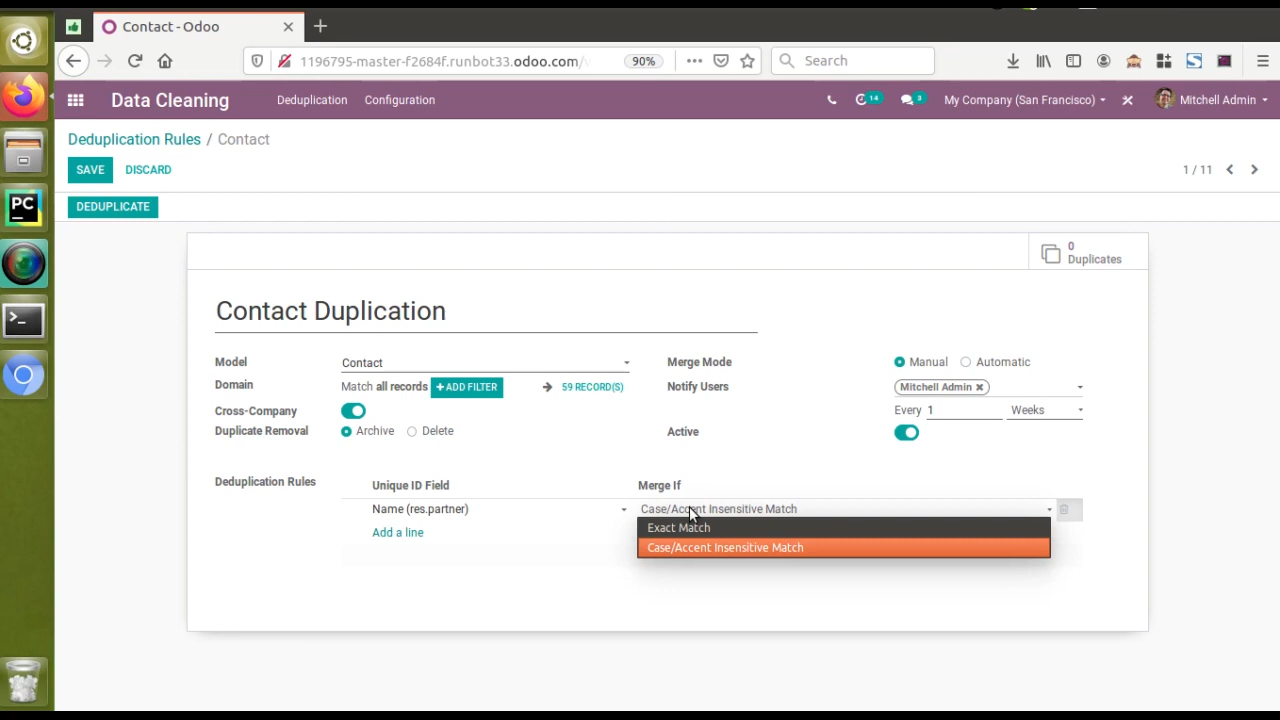 Contact - Odoo
1196795-master-f2684f.runbot33.odoo.com/
90%
Search
Data Cleaning
Deduplication
Configuration
14
3
My Company (San Francisco)
Mitchell Admin
Deduplication Rules / Contact
SAVE
DISCARD
1 / 11
DEDUPLICATE
0
Duplicates
Contact Duplication
Model
Contact
Merge Mode
Manual
Automatic
Domain
Match all records
+ ADD FILTER
59 RECORD(S)
Notify Users
Mitchell Admin
Cross-Company
Every 1
Weeks
Duplicate Removal
Archive
Delete
Active
Deduplication Rules
Unique ID Field
Merge If
Name (res.partner)
Case/Accent Insensitive Match
Add a line
Exact Match
Case/Accent Insensitive Match
PC
>_